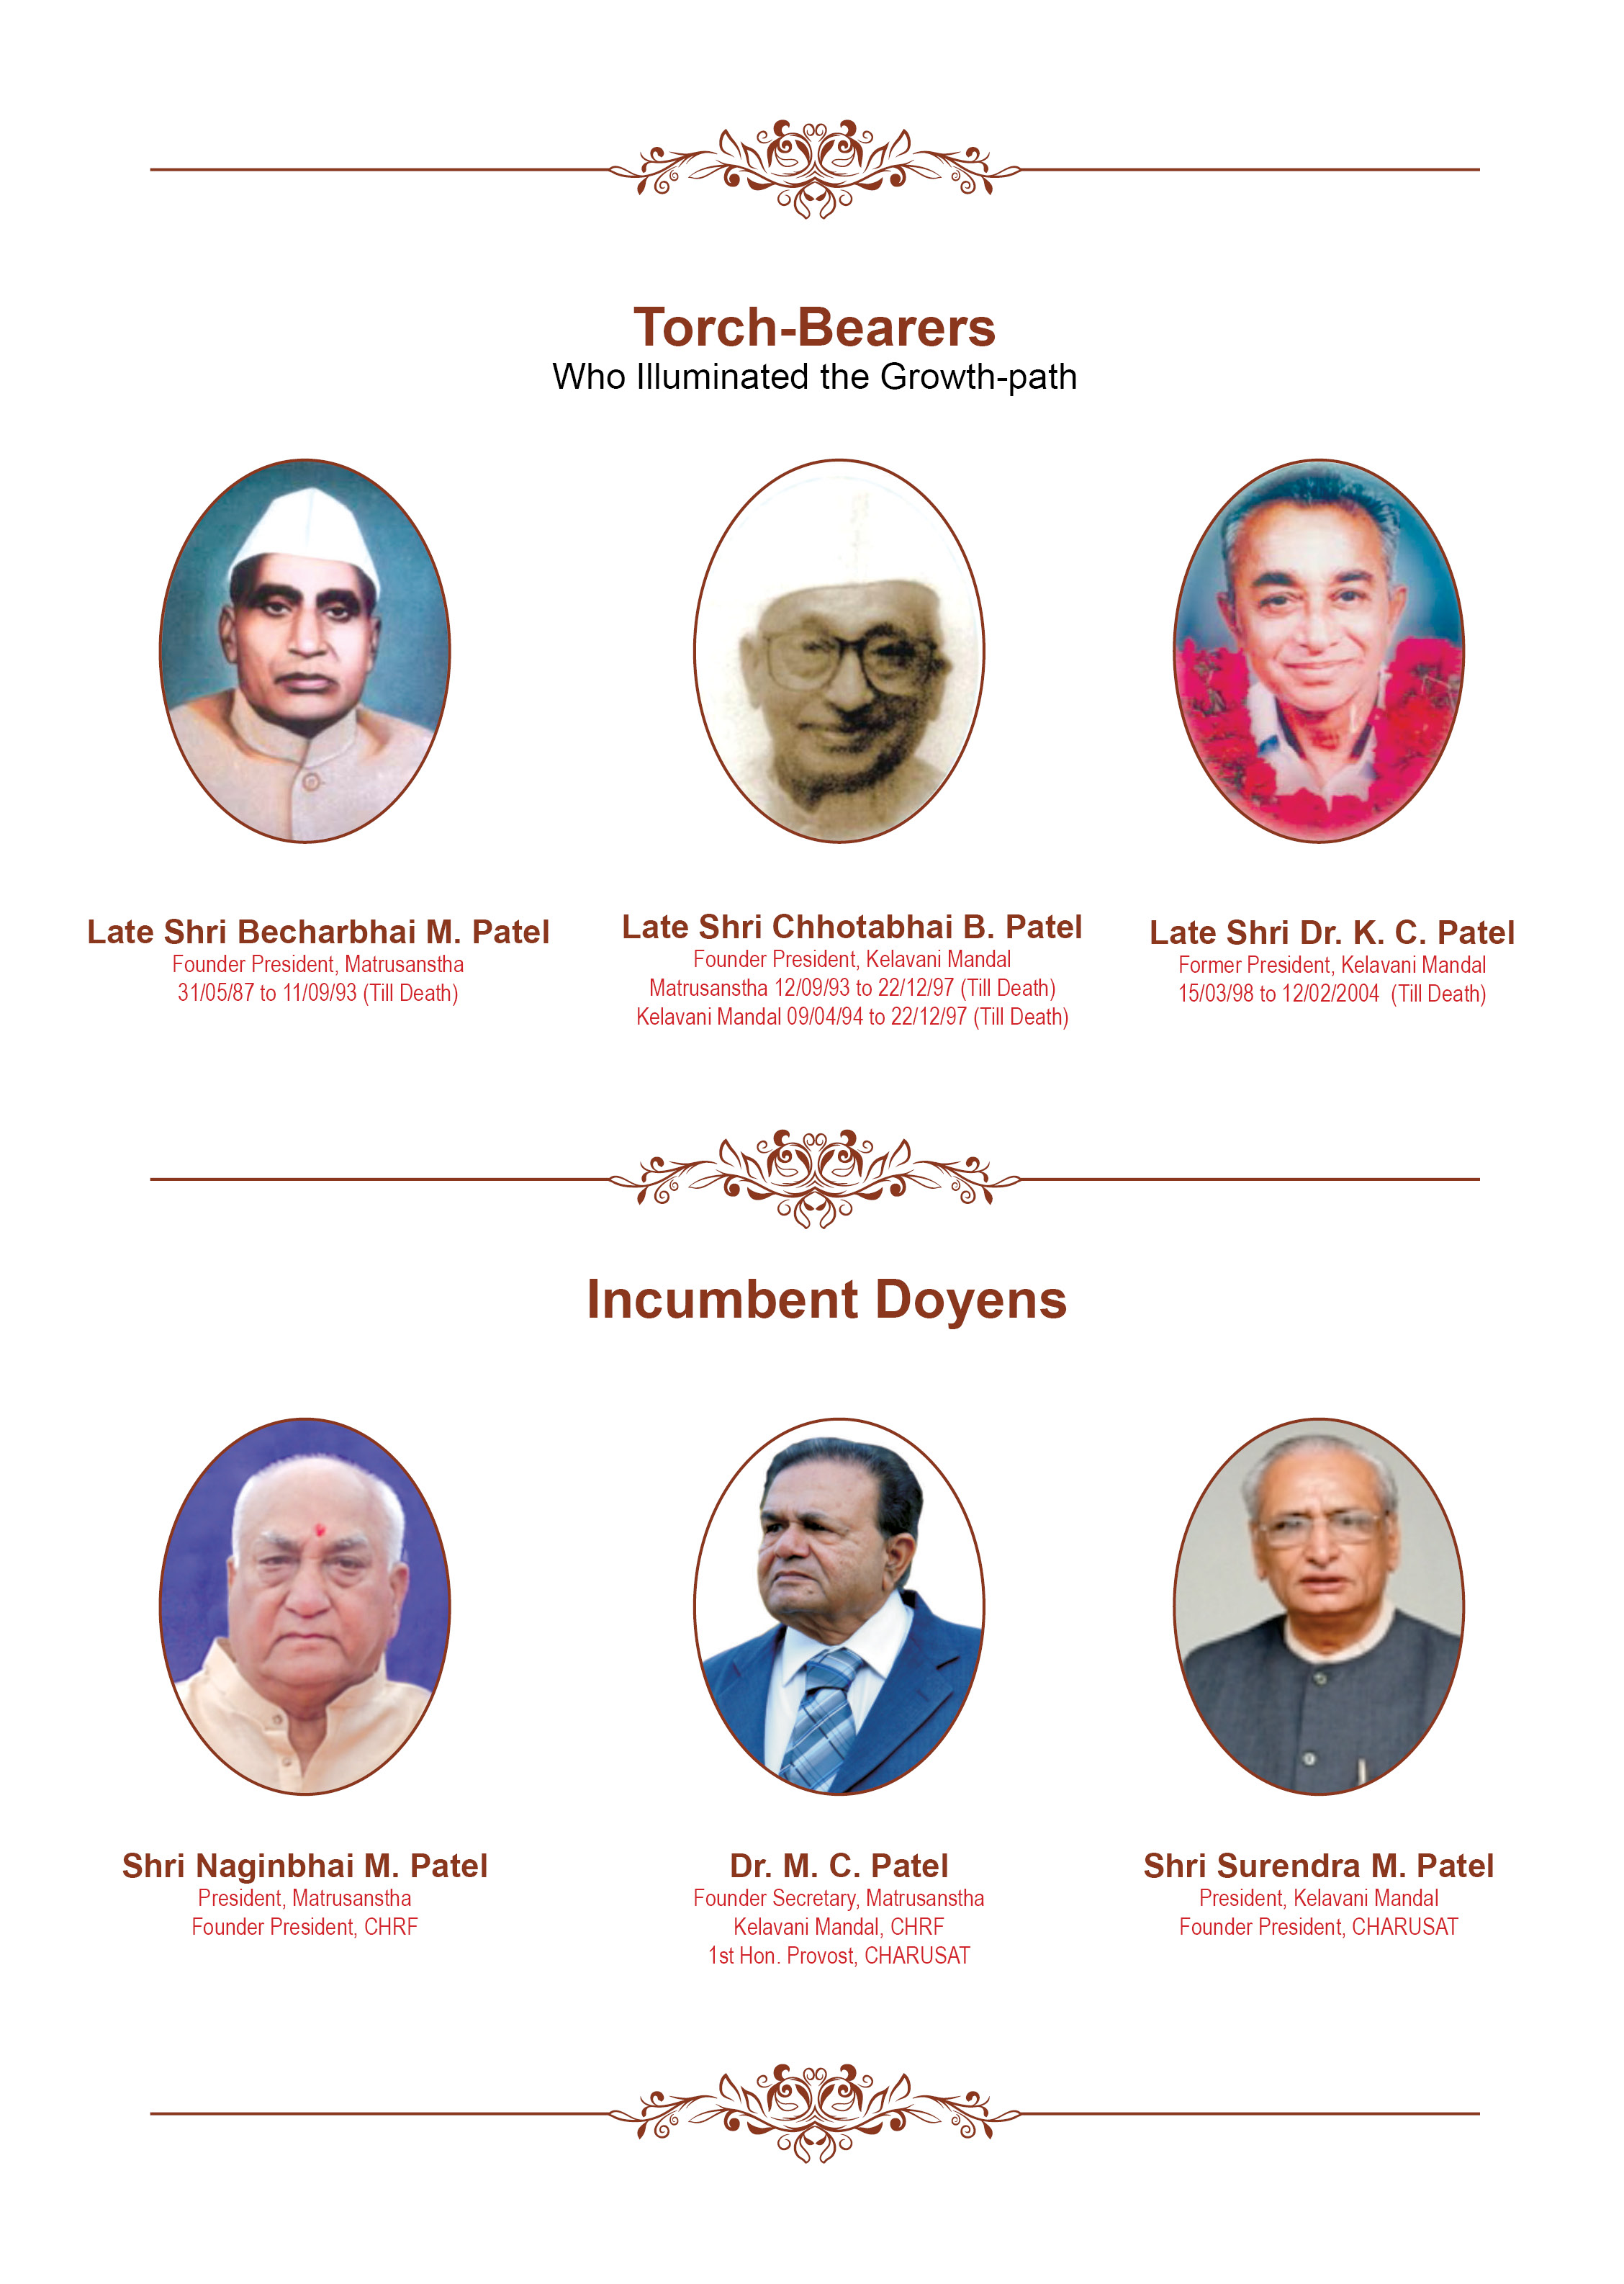 Torch-Bearers
Who Illuminated the Growth-path
Late Shri Becharbhai M. Patel
Founder President, Matrusanstha
31/05/87 to 11/09/93 (Till Death)
Late Shri Chhotabhai B. Patel
Founder President, Kelavani Mandal
Matrusanstha 12/09/93 to 22/12/97 (Till Death)
Kelavani Mandal 09/04/94 to 22/12/97 (Till Death)
Late Shri Dr. K. C. Patel
Former President, Kelavani Mandal
15/03/98 to 12/02/2004 (Till Death)
Incumbent Doyens
Shri Naginbhai M. Patel
President, Matrusanstha
Founder President, CHRF
Dr. M. C. Patel
Founder Secretary, Matrusanstha
Kelavani Mandal, CHRF
1st Hon. Provost, CHARUSAT
Shri Surendra M. Patel
President, Kelavani Mandal
Founder President, CHARUSAT